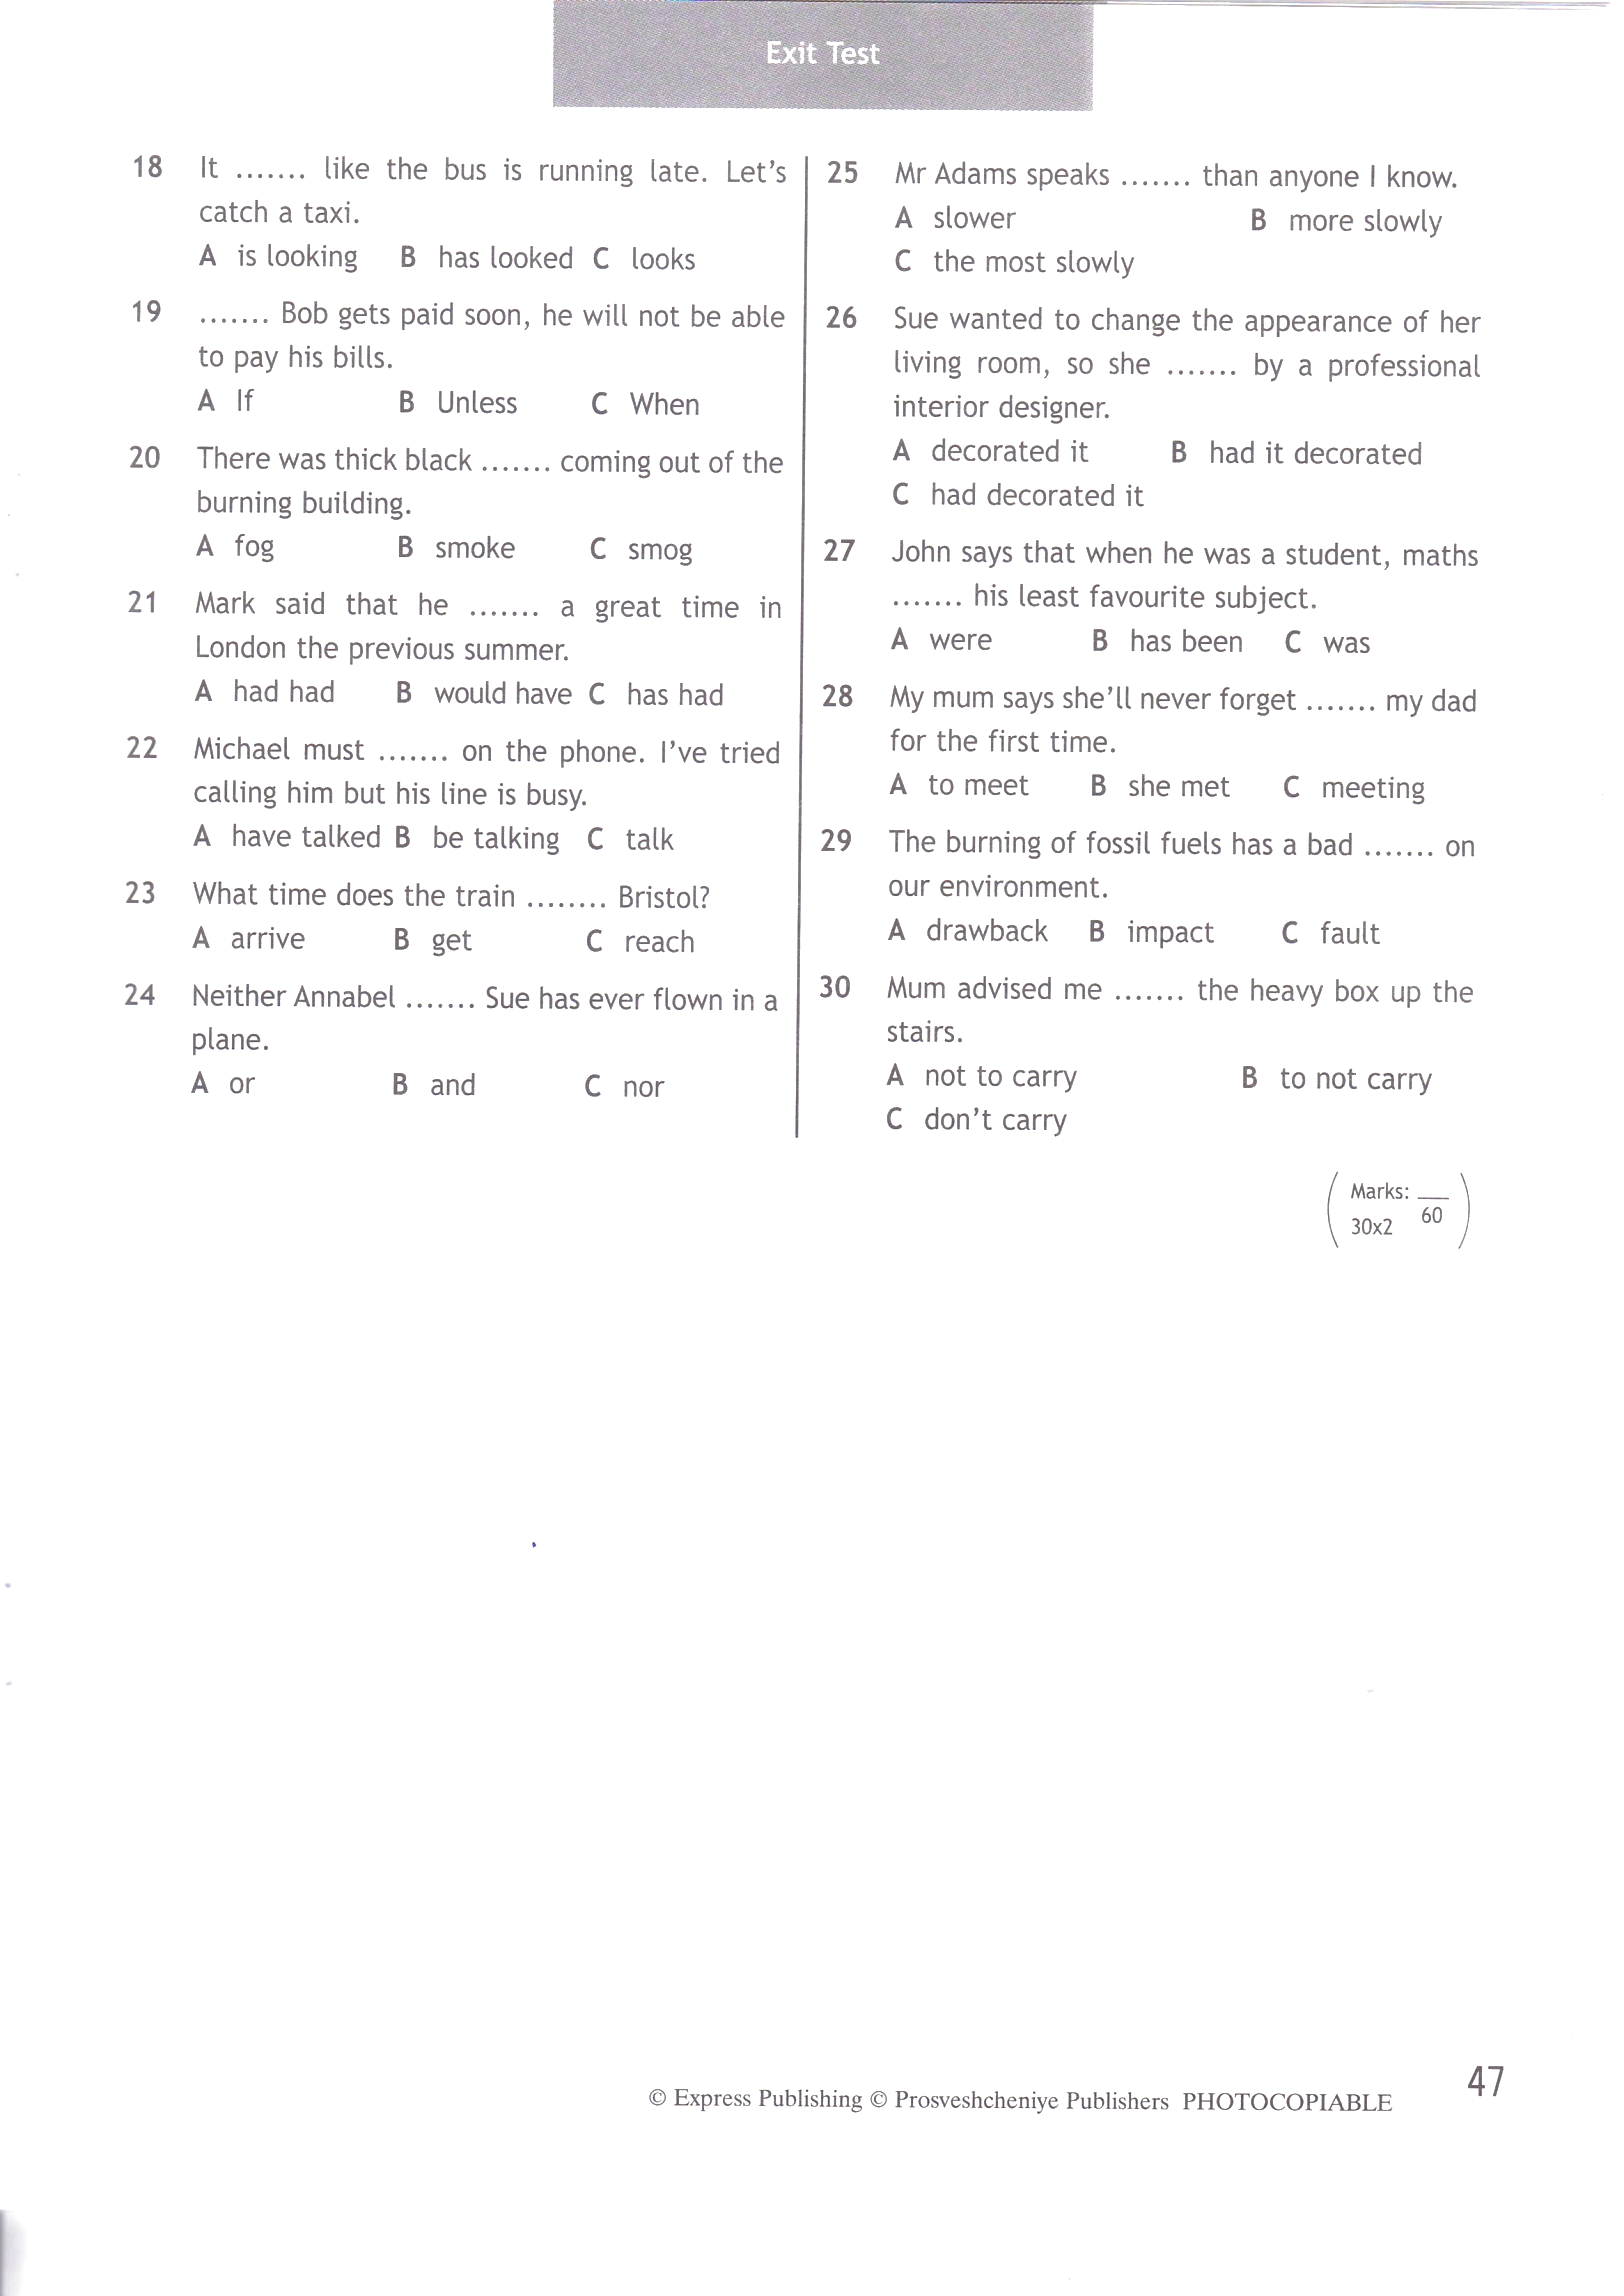 Exit Test
18 It ....... like the bus is running late. Let's
catch a taxi.
A is looking B has looked C looks
19 ....... Bob gets paid soon, he will not be able
to pay his bills.
A If B Unless C When
20 There was thick black ....... coming out of the
burning building.
A fog B smoke C smog
21 Mark said that he ....... a great time in
London the previous summer.
A had had B would have C has had
22 Michael must ....... on the phone. I've tried
calling him but his line is busy.
A have talked B be talking C talk
23 What time does the train ........ Bristol?
A arrive B get C reach
24 Neither Annabel ....... Sue has ever flown in a
plane.
A or B and C nor
25 Mr Adams speaks ....... than anyone I know.
A slower B more slowly
C the most slowly
26 Sue wanted to change the appearance of her
living room, so she ....... by a professional
interior designer.
A decorated it B had it decorated
C had decorated it
27 John says that when he was a student, maths
....... his least favourite subject.
A were B has been C was
28 My mum says she'll never forget ....... my dad
for the first time.
A to meet B she met C meeting
29 The burning of fossil fuels has a bad ....... on
our environment.
A drawback B impact C fault
30 Mum advised me ....... the heavy box up the
stairs.
A not to carry B to not carry
C don't carry
Marks: ___
30x2 60
47
© Express Publishing © Prosveshcheniye Publishers PHOTOCOPIABLE